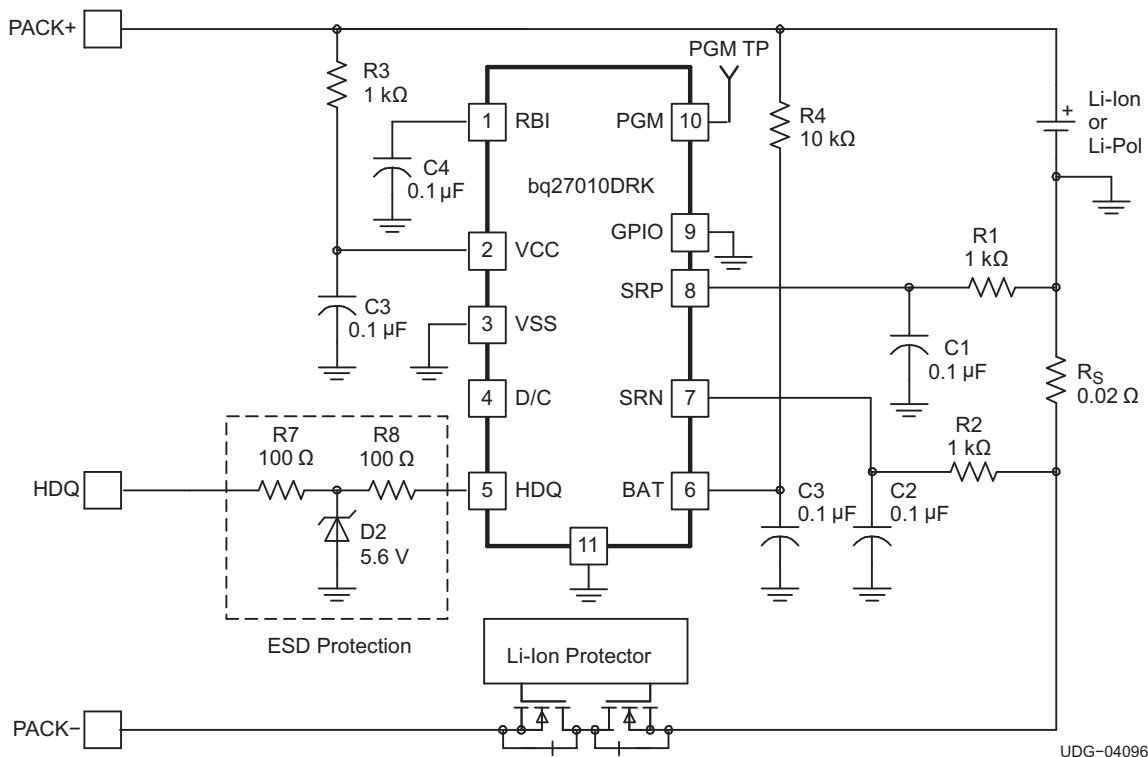 PACK+
R3
1 kΩ
PGM TP
R4
10 kΩ
+
Li-Ion
or
Li-Pol
1
RBI
PGM
10
C4
0.1 µF
bq27010DRK
GPIO
9
2
VCC
R1
1 kΩ
SRP
8
C3
0.1 µF
3
VSS
C1
0.1 µF
RS
0.02 Ω
4
D/C
SRN
7
R7
100 Ω
R8
100 Ω
R2
1 kΩ
HDQ
5
HDQ
BAT
6
C3
0.1 µF
C2
0.1 µF
D2
5.6 V
11
ESD Protection
Li-Ion Protector
PACK−
UDG−04096